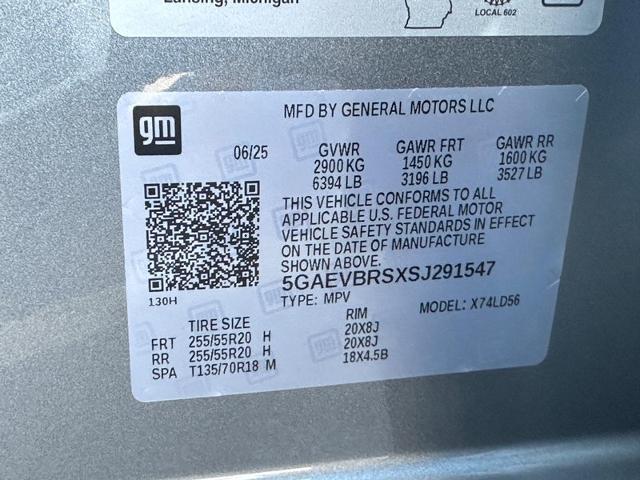 Lansing, Michigan
LOCAL 602
gm
MFD BY GENERAL MOTORS LLC
06/25
GVWR GAWR FRT GAWR RR
2900 KG 1450 KG 1600 KG
6394 LB 3196 LB 3527 LB
THIS VEHICLE CONFORMS TO ALL
APPLICABLE U.S. FEDERAL MOTOR
VEHICLE SAFETY STANDARDS IN EFFECT
ON THE DATE OF MANUFACTURE
SHOWN ABOVE.
5GAEVBRSXSJ291547
130H
TYPE: MPV MODEL: X74LD56
TIRE SIZE RIM
FRT 255/55R20 H 20X8J
RR 255/55R20 H 20X8J
SPA T135/70R18 M 18X4.5B